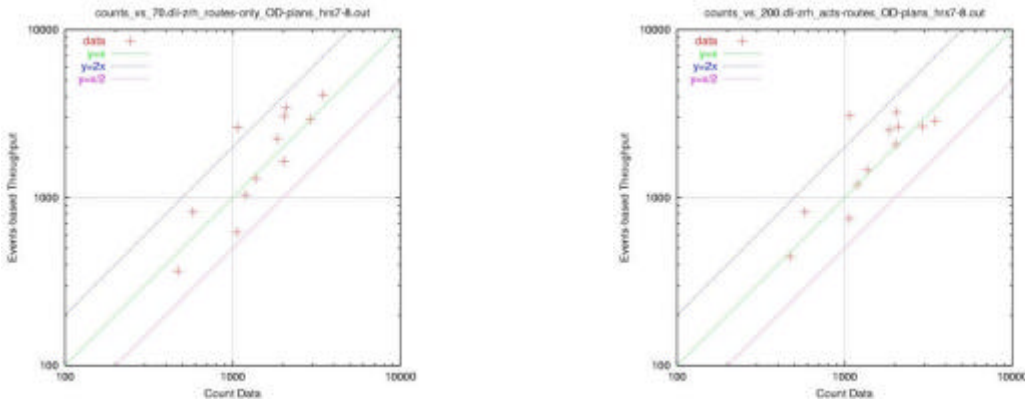 counts_vs_70.dli-zrh_routes-only_OD-plans_hrs7-8.out
10000
data
y=x
y=2x
y=x/2
1000
100
Events-based Throughput
100
1000
10000
Count Data
counts_vs_200.dli-zrh_acts-routes_OD-plans_hrs7-8.out
10000
data
y=x
y=2x
y=x/2
1000
100
Events-based Throughput
100
1000
10000
Count Data